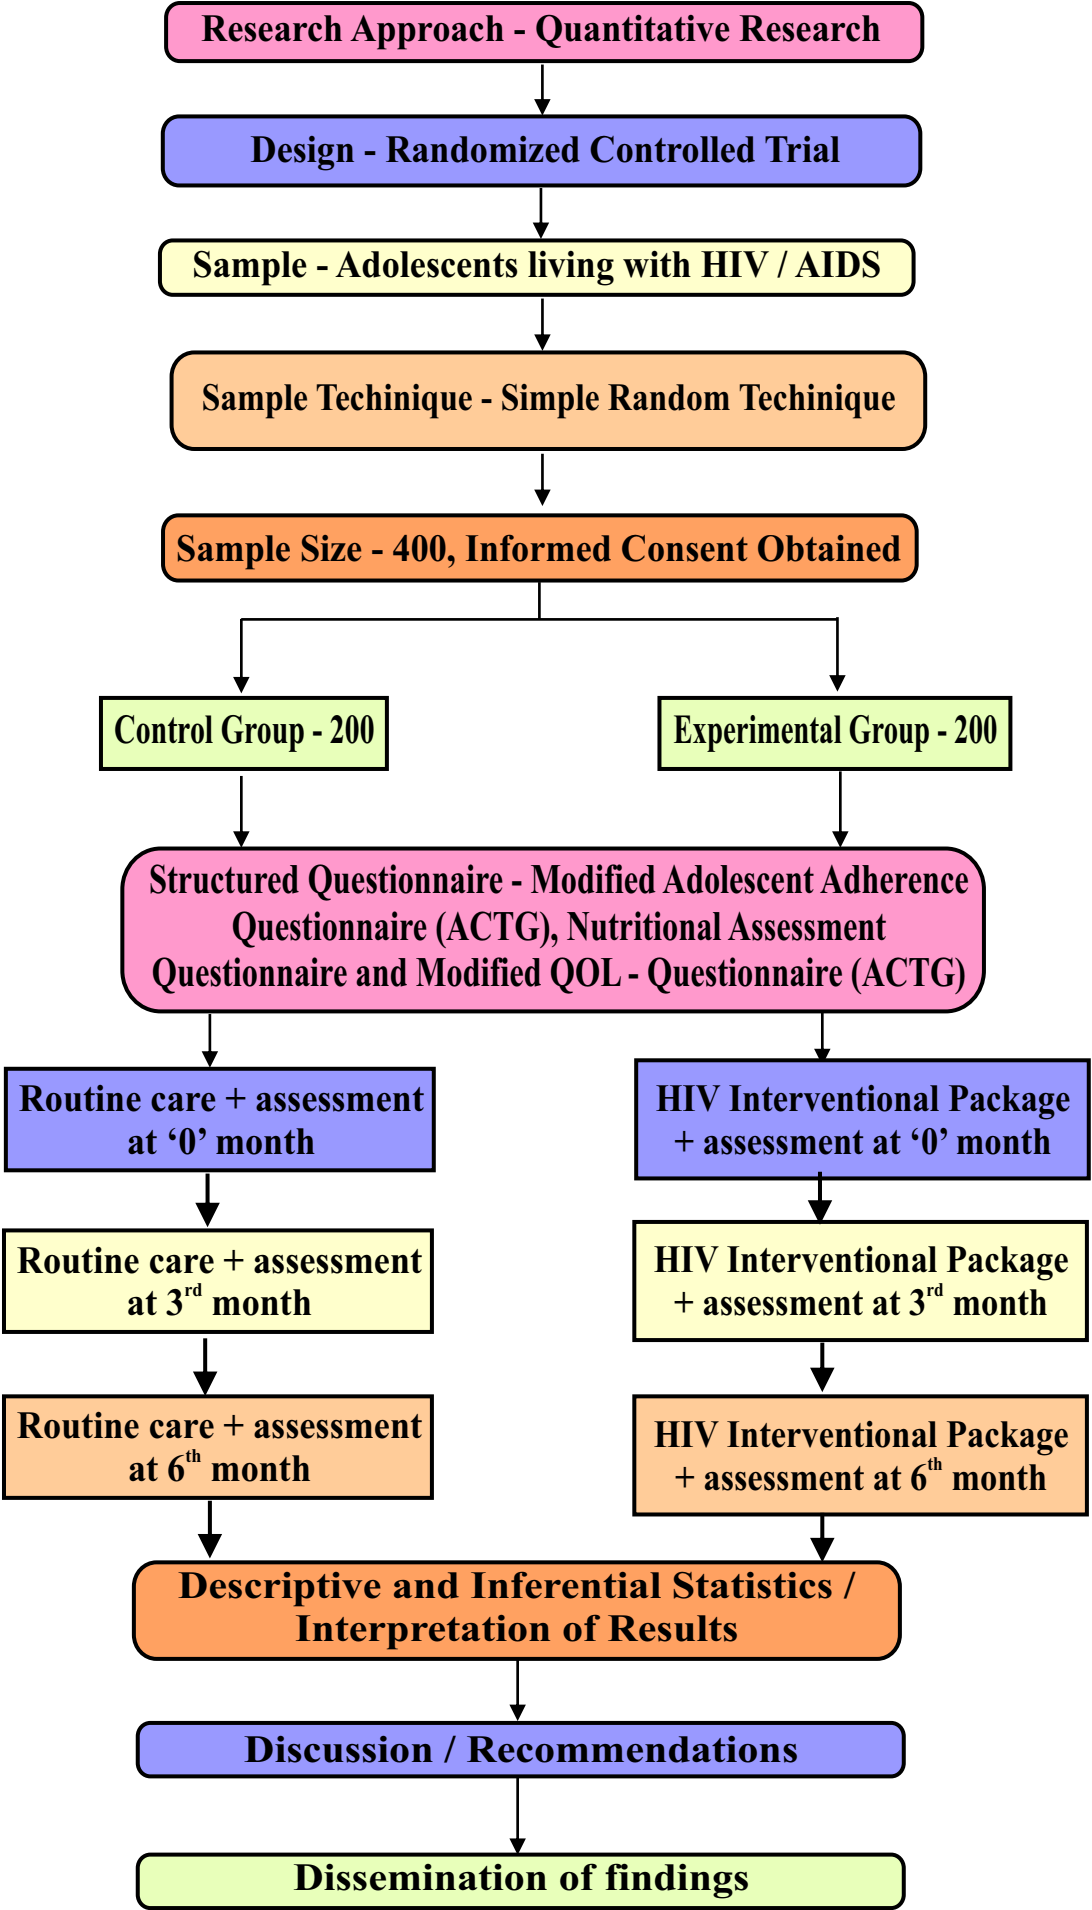 Research Approach - Quantitative Research
Design - Randomized Controlled Trial
Sample - Adolescents living with HIV / AIDS
Sample Techinique - Simple Random Techinique
Sample Size - 400, Informed Consent Obtained
Control Group - 200
Experimental Group - 200
Structured Questionnaire - Modified Adolescent Adherence
Questionnaire (ACTG), Nutritional Assessment
Questionnaire and Modified QOL - Questionnaire (ACTG)
Routine care + assessment
at ‘0’ month
HIV Interventional Package
+ assessment at ‘0’ month
Routine care + assessment
at 3rd month
HIV Interventional Package
+ assessment at 3rd month
Routine care + assessment
at 6th month
HIV Interventional Package
+ assessment at 6th month
Descriptive and Inferential Statistics /
Interpretation of Results
Discussion / Recommendations
Dissemination of findings